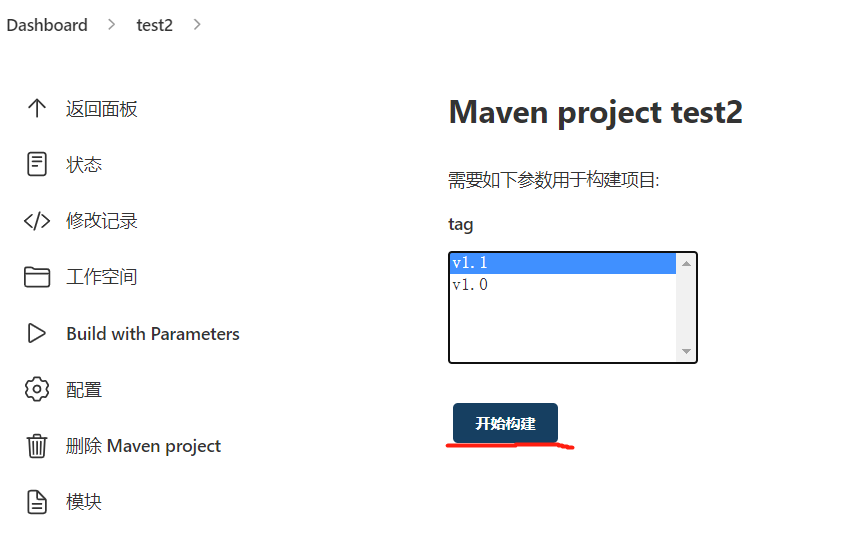 Dashboard > test2 >
返回面板
状态
修改记录
工作空间
Build with Parameters
配置
删除 Maven project
模块
Maven project test2
需要如下参数用于构建项目:
tag
v1.1
v1.0
开始构建